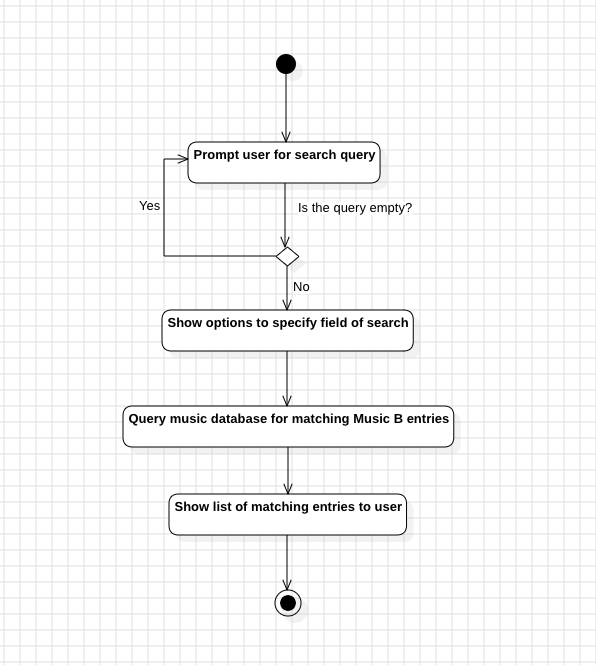 Prompt user for search query
Yes
Is the query empty?
No
Show options to specify field of search
Query music database for matching Music B entries
Show list of matching entries to user